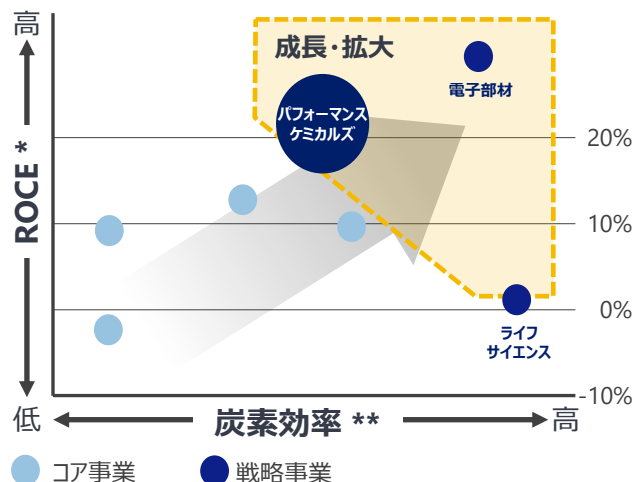 高
成長・拡大
電子部材
パフォーマンス
ケミカルズ
20%
ROCE *
10%
0%
ライフ
サイエンス
-10%
低
炭素効率 **
高
コア事業
戦略事業